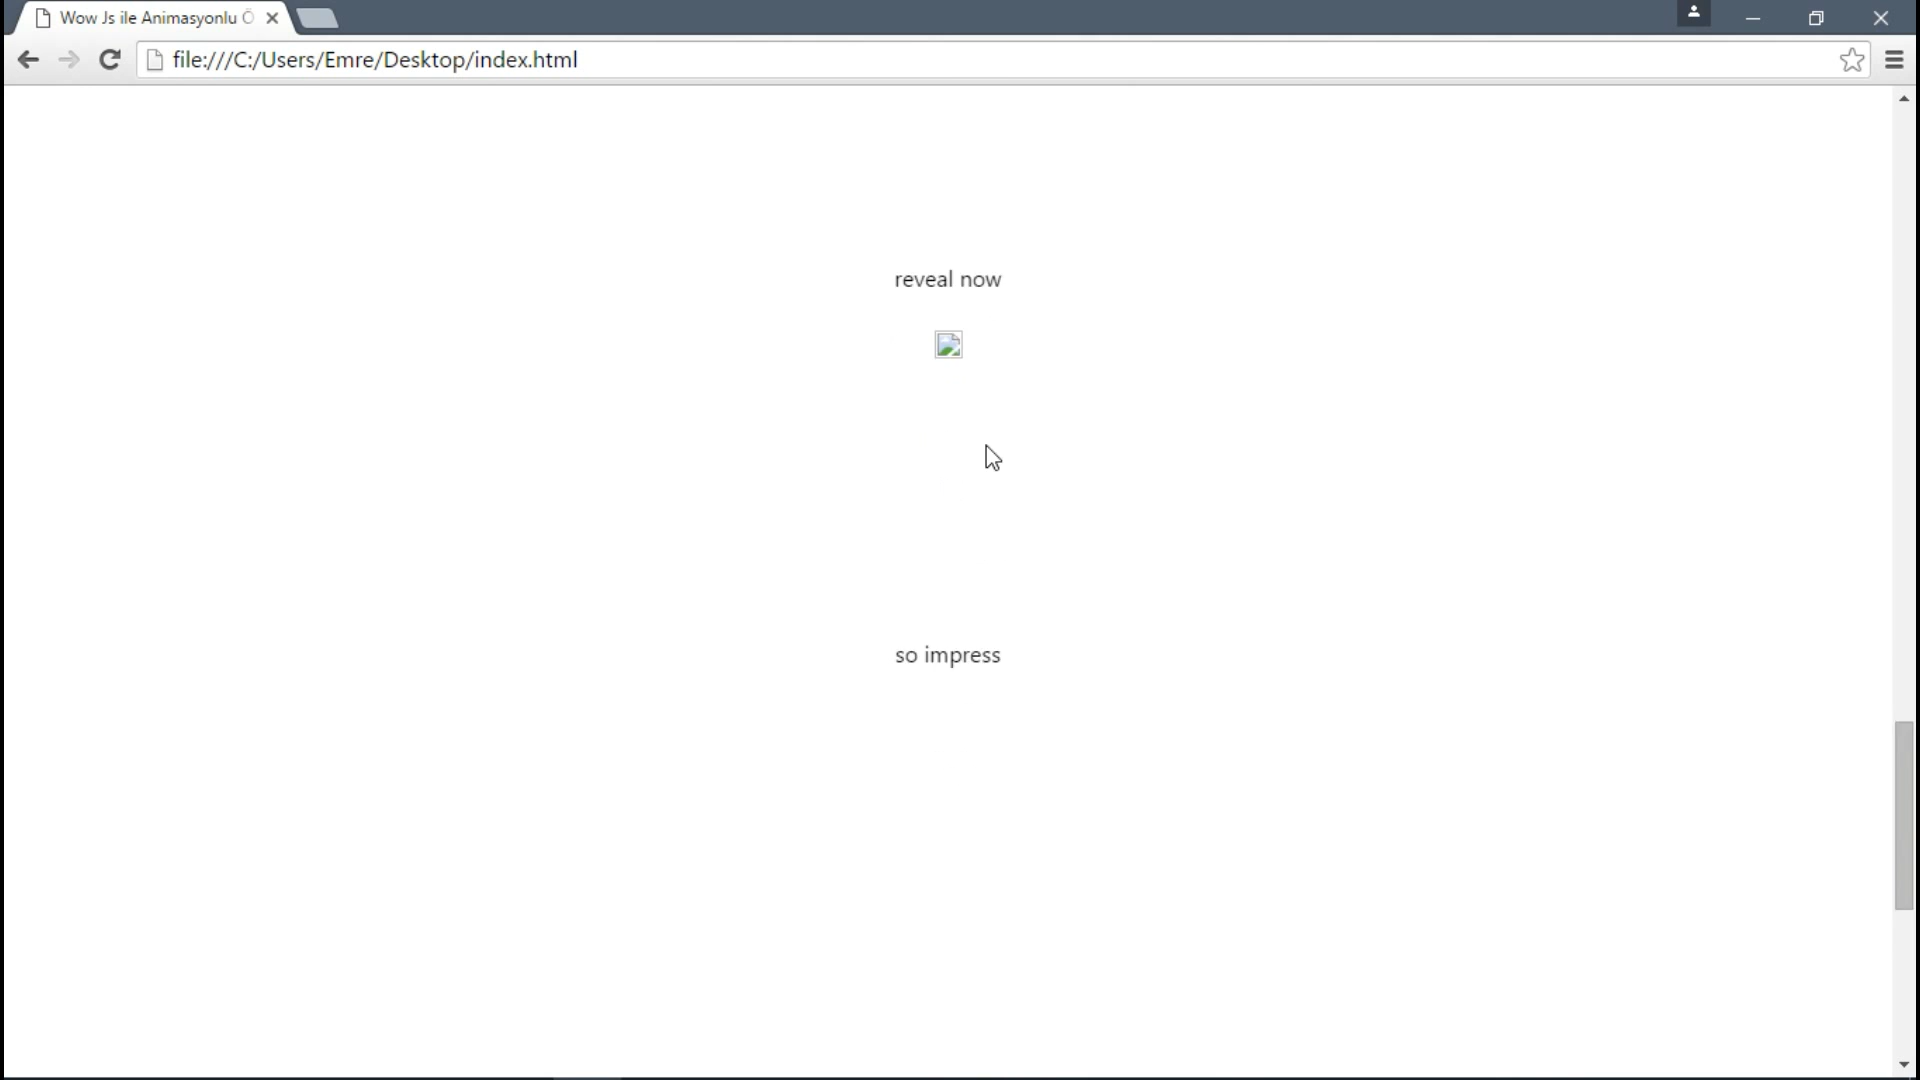 Wow Js ile Animasyonlu Ö
file:///C:/Users/Emre/Desktop/index.html
reveal now
so impress